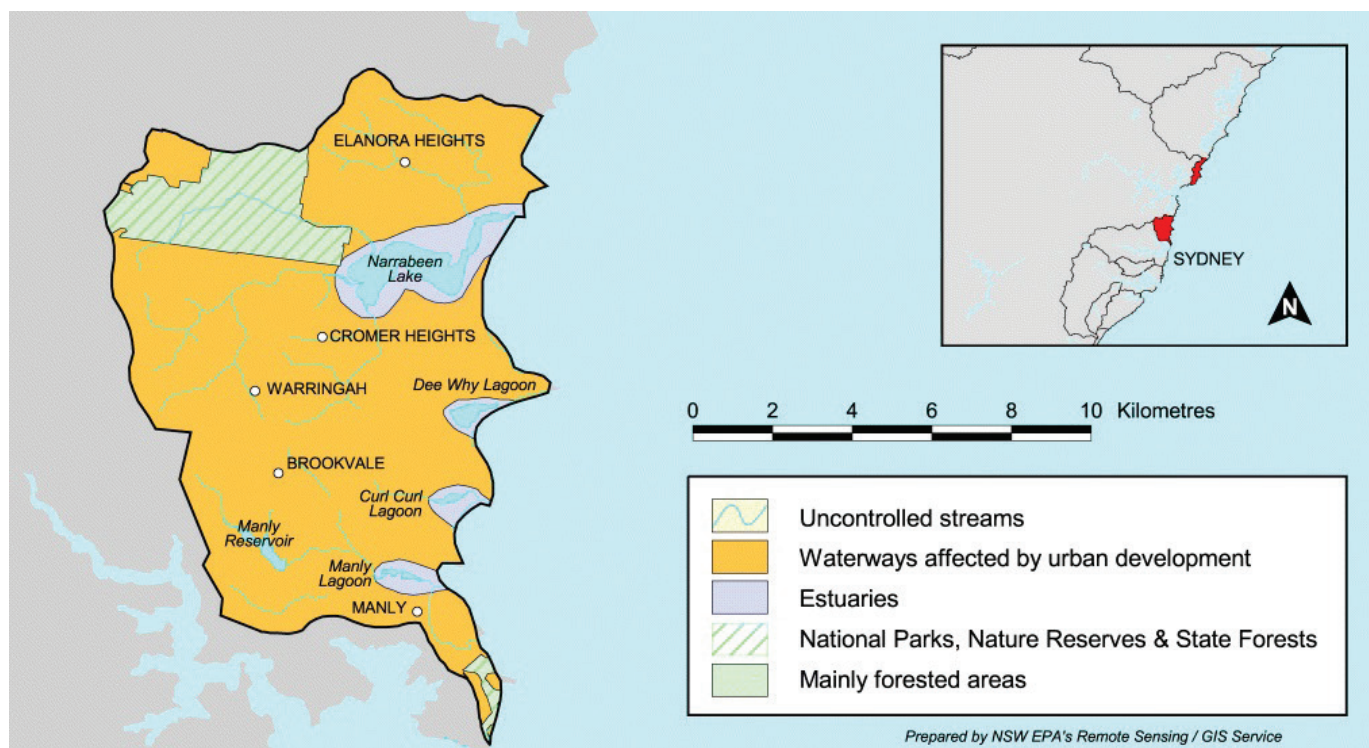 ELANORA HEIGHTS
Narrabeen
Lake
CROMER HEIGHTS
Dee Why Lagoon
WARRINGAH
BROOKVALE
Curl Curl
Lagoon
Manly
Reservoir
Manly
Lagoon
MANLY
SYDNEY
N
0 2 4 6 8 10 Kilometres
Uncontrolled streams
Waterways affected by urban development
Estuaries
National Parks, Nature Reserves & State Forests
Mainly forested areas
Prepared by NSW EPA's Remote Sensing / GIS Service